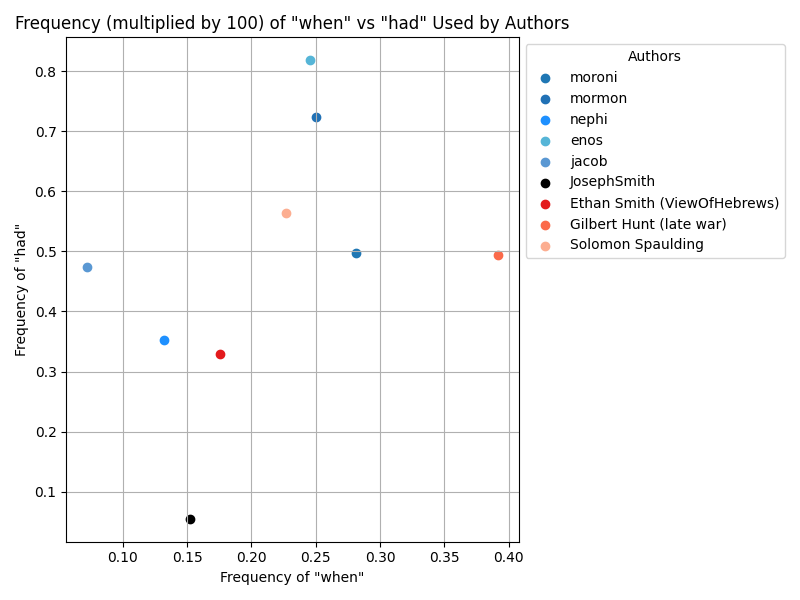 Frequency (multiplied by 100) of "when" vs "had" Used by Authors
Frequency of "had"
0.8
0.7
0.6
0.5
0.4
0.3
0.2
0.1
0.10 0.15 0.20 0.25 0.30 0.35 0.40
Frequency of "when"
Authors
moroni
mormon
nephi
enos
jacob
JosephSmith
Ethan Smith (ViewOfHebrews)
Gilbert Hunt (late war)
Solomon Spaulding